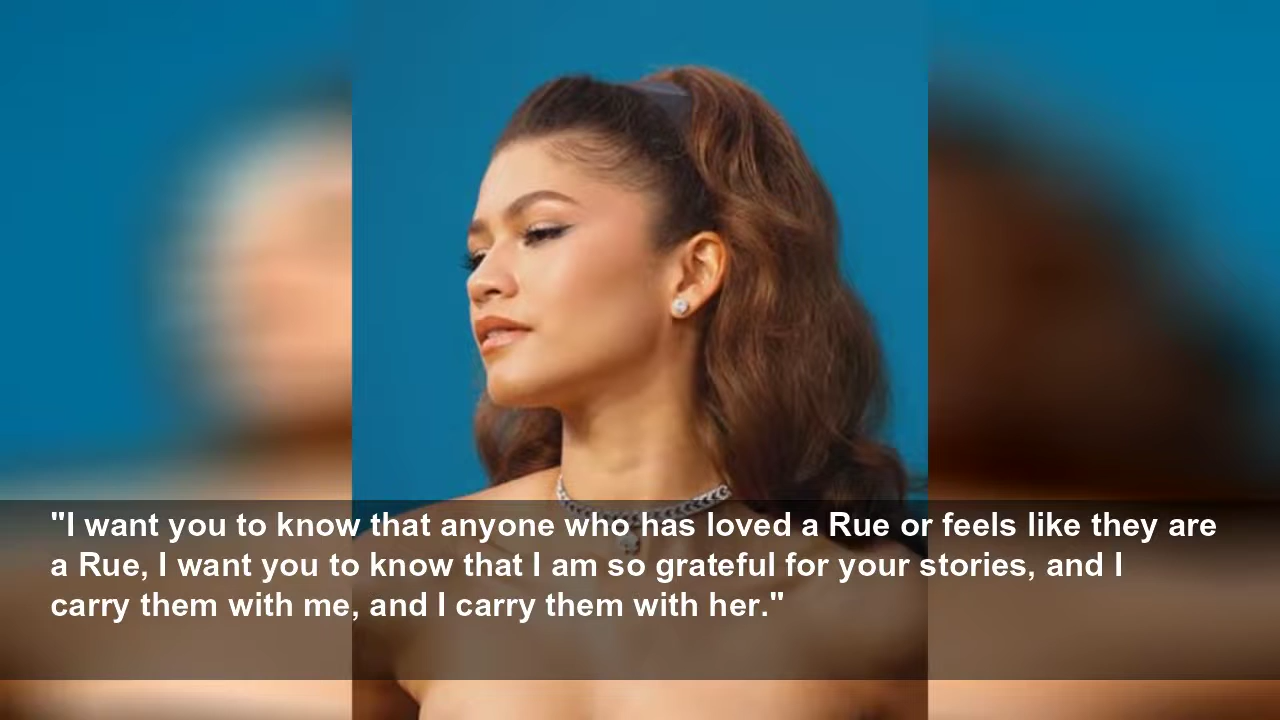 "I want you to know that anyone who has loved a Rue or feels like they are
a Rue, I want you to know that I am so grateful for your stories, and I
carry them with me, and I carry them with her."